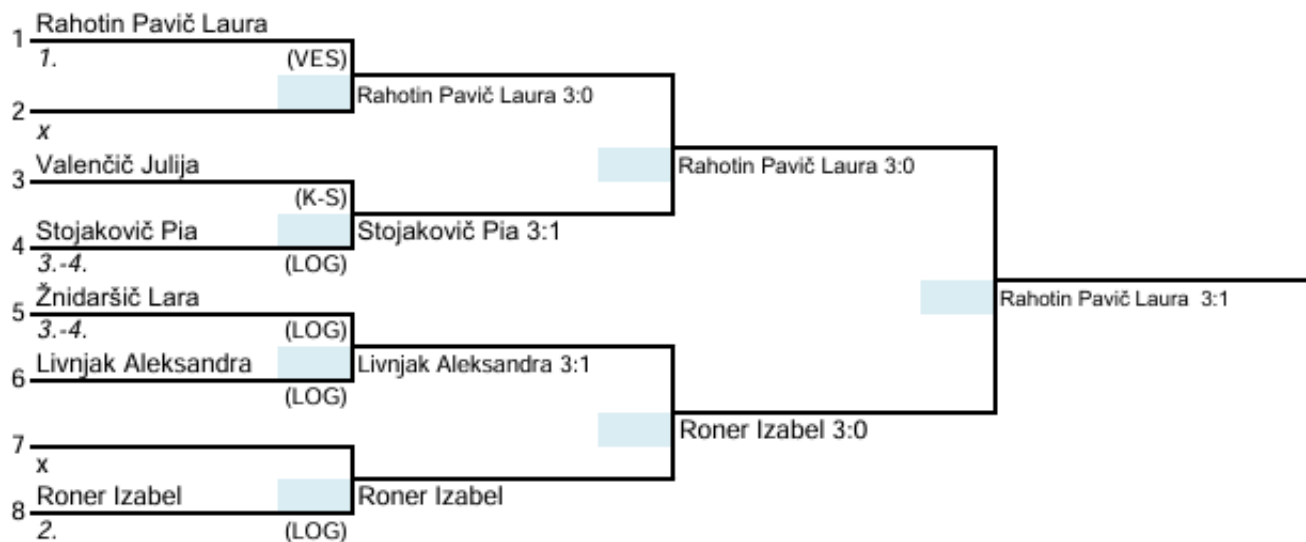 1 Rahotin Pavič Laura
1. (VES)
Rahotin Pavič Laura 3:0
2
x
Rahotin Pavič Laura 3:0
3 Valenčič Julija
(K-S)
4 Stojakovič Pia
Stojakovič Pia 3:1
3.-4. (LOG)
Rahotin Pavič Laura 3:1
5 Žnidaršič Lara
3.-4. (LOG)
6 Livnjak Aleksandra
Livnjak Aleksandra 3:1
(LOG)
Roner Izabel 3:0
7
x
8 Roner Izabel
Roner Izabel
2. (LOG)